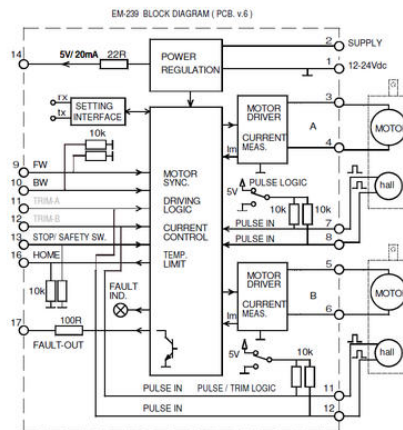 EM-239 BLOCK DIAGRAM ( PCB. v.6 )
2 SUPPLY
14 5V/ 20mA 22R
POWER
REGULATION
1 12-24Vdc
G
rx
tx
SETTING
INTERFACE
MOTOR
DRIVER
A
CURRENT
MEAS.
3
4
MOTOR
10k
Im
hall
9 FW
10 BW
11 TRIM-A
12 TRIM-B
13 STOP/ SAFETY SW.
16 HOME
MOTOR
SYNC.
DRIVING
LOGIC
CURRENT
CONTROL
TEMP.
LIMIT
5V PULSE LOGIC
10k 10k
PULSE IN 7
PULSE IN 8
G
10k
FAULT
IND.
MOTOR
DRIVER
B
CURRENT
MEAS.
5
6
MOTOR
Im
17 100R
FAULT-OUT
5V
10k
hall
PULSE IN PULSE / TRIM LOGIC 11
PULSE IN 12